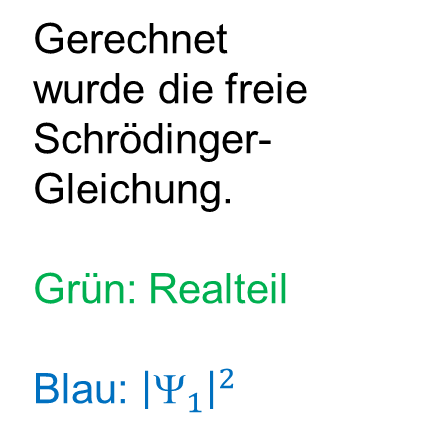 Gerechnet
wurde die freie
Schrödinger-
Gleichung.
Grün: Realteil
Blau: |Ψ₁|²